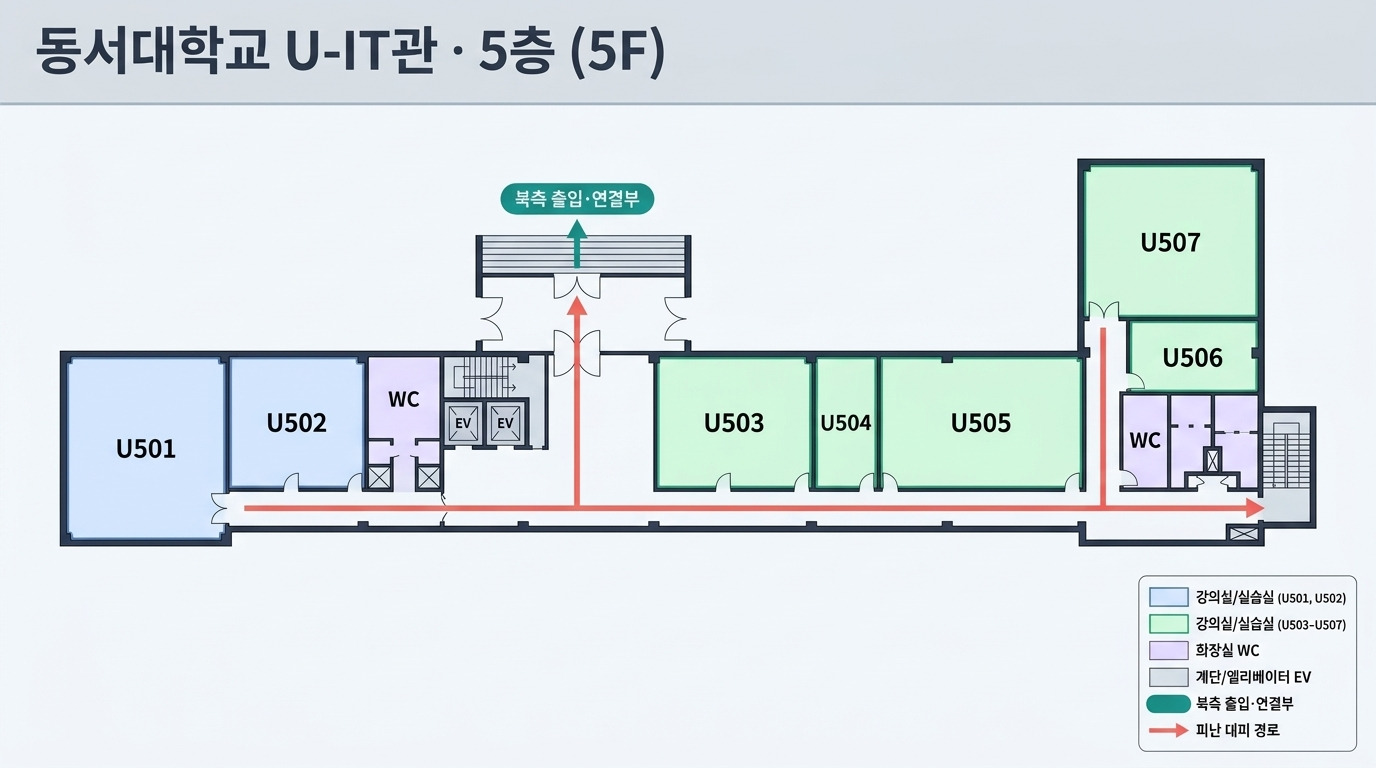 동서대학교 U-IT관 · 5층 (5F)
북측 출입·연결부
U507
U506
WC
EV
EV
U501
U502
U503
U504
U505
WC
강의실/실습실 (U501, U502)
강의실/실습실 (U503-U507)
화장실 WC
계단/엘리베이터 EV
북측 출입·연결부
피난 대피 경로